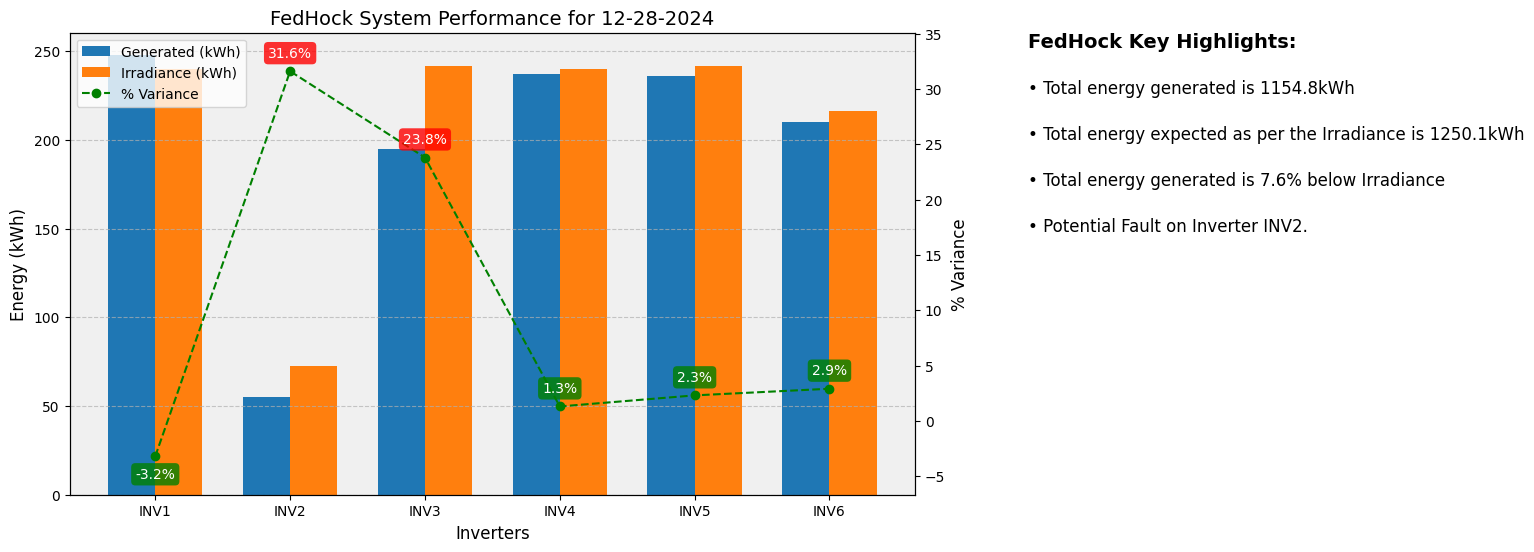 FedHock System Performance for 12-28-2024
Generated (kWh)
Irradiance (kWh)
% Variance
Energy (kWh)
250
200
150
100
50
0
-3.2%
31.6%
23.8%
1.3%
2.3%
2.9%
35
30
25
20
15
10
5
0
−5
% Variance
INV1
INV2
INV3
INV4
INV5
INV6
Inverters
FedHock Key Highlights:
• Total energy generated is 1154.8kWh
• Total energy expected as per the Irradiance is 1250.1kWh
• Total energy generated is 7.6% below Irradiance
• Potential Fault on Inverter INV2.